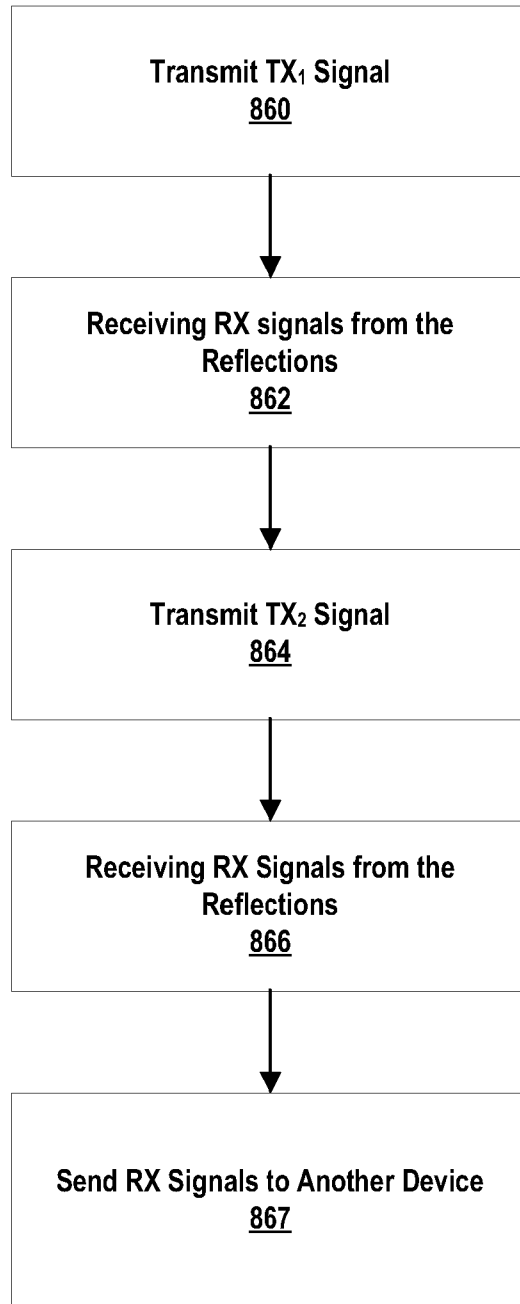 Transmit TX₁ Signal
860
Receiving RX signals from the
Reflections
862
Transmit TX₂ Signal
864
Receiving RX Signals from the
Reflections
866
Send RX Signals to Another Device
867